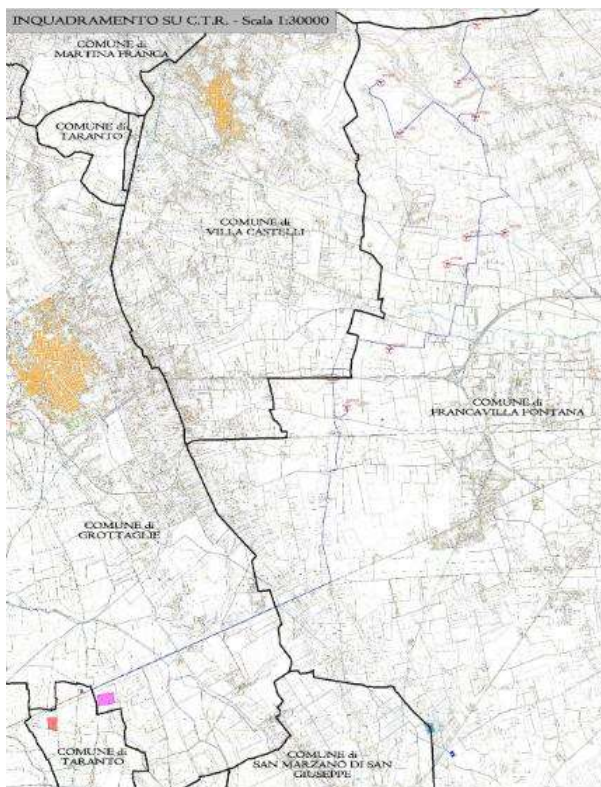 INQUADRAMENTO SU C.T.R. - Scala 1:30000
COMUNE di
MARTINA FRANCA
COMUNE di
TARANTO
COMUNE di
VILLA CASTELLI
COMUNE di
FRANCAVILLA FONTANA
COMUNE di
GROTTAGLIE
COMUNE di
TARANTO
COMUNE di
SAN MARZANO DI SAN
GIUSEPPE